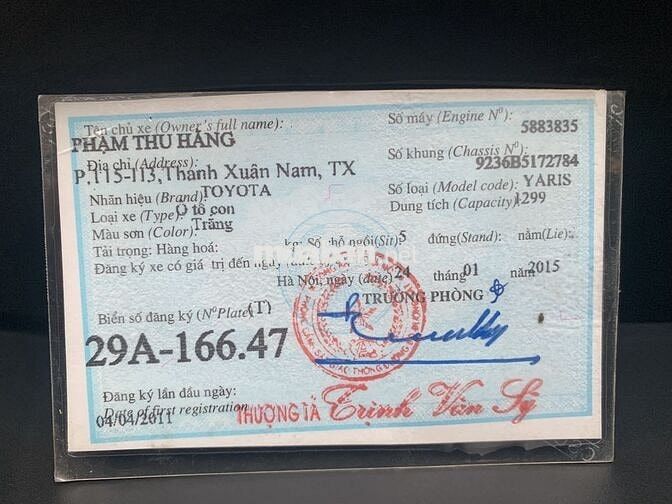 Tên chủ xe (Owner's full name):
PHẠM THU HẰNG
Địa chỉ (Address):
P.115-I13,Thanh Xuân Nam, TX
Nhãn hiệu (Brand): TOYOTA
Loại xe (Type): Ô tô con
Màu sơn (Color): Trắng
Tải trọng: Hàng hoá: kg; Số chỗ ngồi(Sit): 5 đứng(Stand): nằm(Lie):
Đăng ký xe có giá trị đến ngày
Hà Nội, ngày (date) 24 tháng 01 năm 2015
TRƯỞNG PHÒNG
Số máy (Engine Nº): 5883835
Số khung (Chassis Nº):
9236B5172784
Số loại (Model code): YARIS
Dung tích (Capacity): 1299
Biển số đăng ký (NºPlate) (T)
29A-166.47
Đăng ký lần đầu ngày:
Date of first registration
04/04/2011
THƯỢNG TÁ Trịnh Văn Sỹ